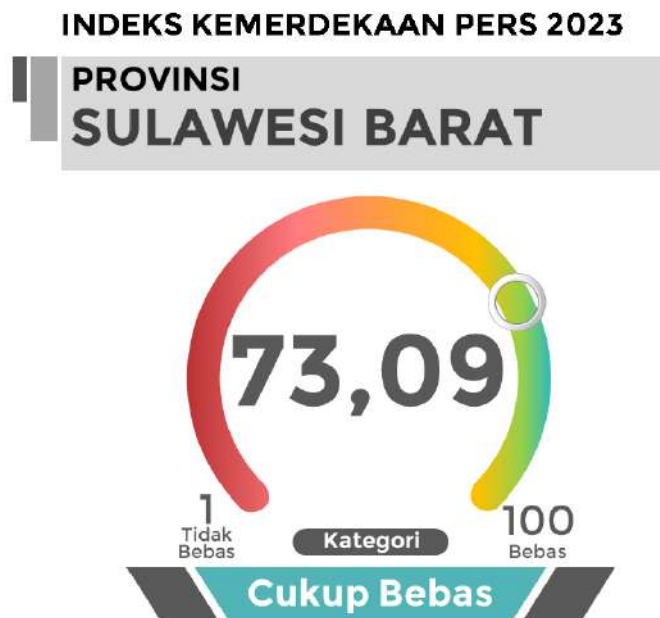 INDEKS KEMERDEKAAN PERS 2023
PROVINSI
SULAWESI BARAT
73,09
1
Tidak
Bebas
100
Bebas
Kategori
Cukup Bebas